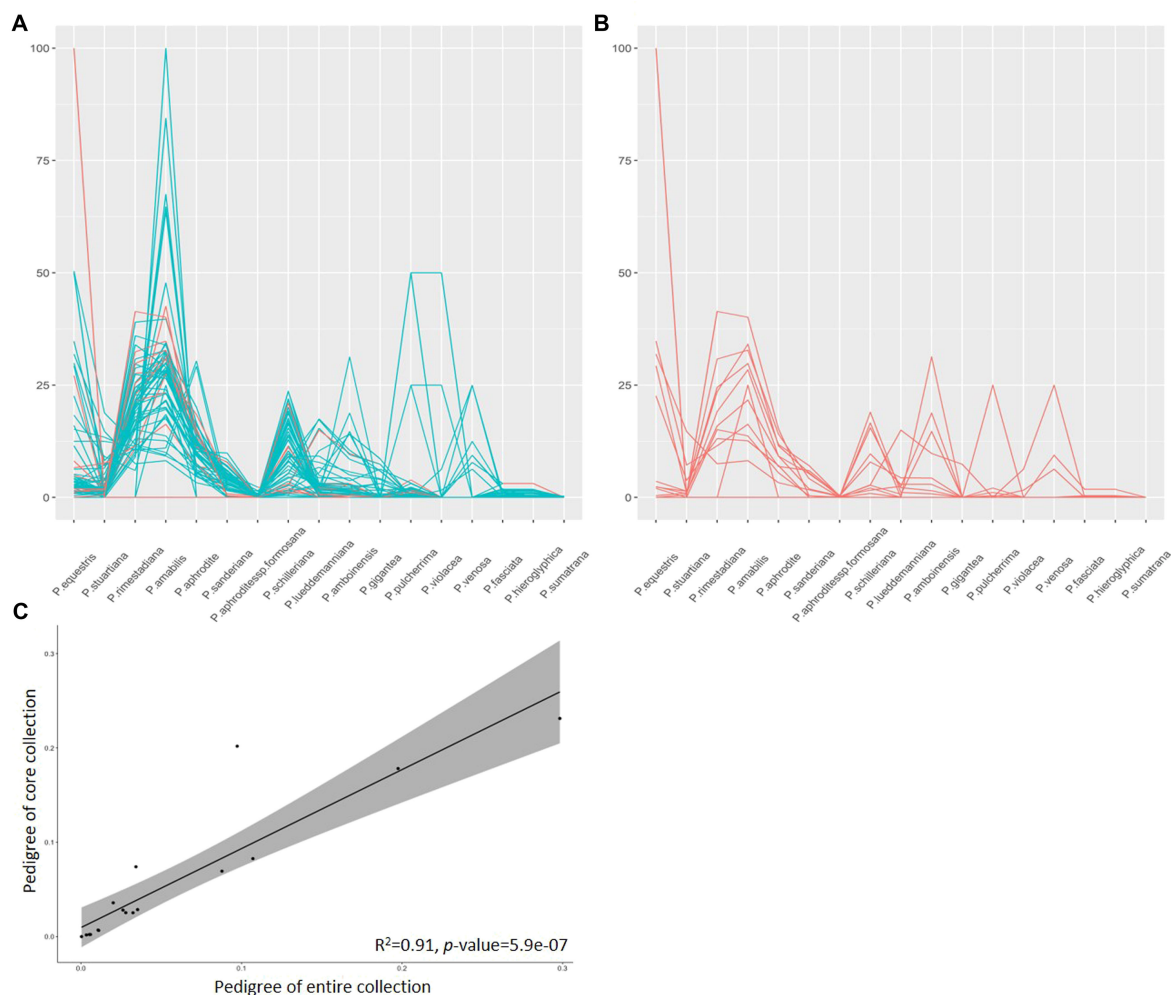 A
100
75
50
25
0
P.equestris
P.stuartiana
P.rimestadiana
P.amabilis
P.aphrodite
P.sanderiana
P.aphroditessp.formosana
P.schilleriana
P.lueddemanniana
P.amboinensis
P.gigantea
P.pulcherrima
P.violacea
P.venosa
P.fasciata
P.hieroglyphica
P.sumatrana
B
100
75
50
25
0
P.equestris
P.stuartiana
P.rimestadiana
P.amabilis
P.aphrodite
P.sanderiana
P.aphroditessp.formosana
P.schilleriana
P.lueddemanniana
P.amboinensis
P.gigantea
P.pulcherrima
P.violacea
P.venosa
P.fasciata
P.hieroglyphica
P.sumatrana
C
Pedigree of core collection
0.3
0.2
0.1
0.0
R²=0.91, p-value=5.9e-07
0.0 0.1 0.2 0.3
Pedigree of entire collection